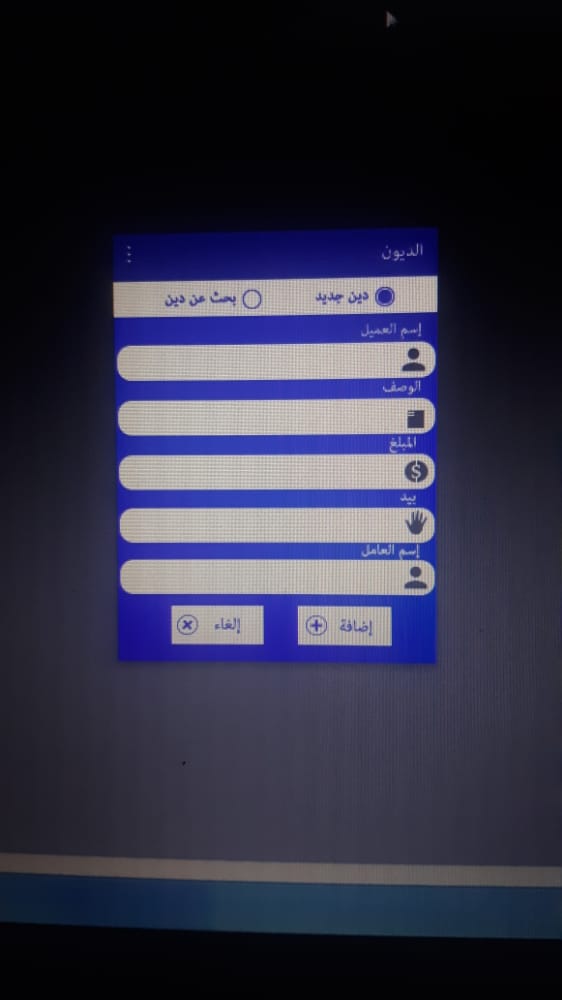 الديون
دين جديد
بحث عن دين
إسم العميل
الوصف
المبلغ
بيد
إسم العامل
إضافة
إلغاء